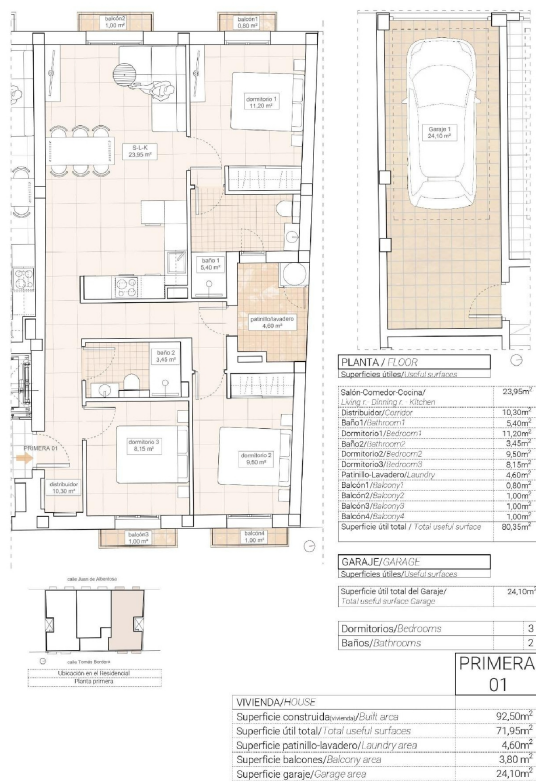 balcón2
1,00 m²
balcón1
0,80 m²
dormitorio 1
11,20 m²
S-L-K
23,95 m²
baño 1
5,40 m²
patinillo/lavadero
4,60 m²
baño 2
3,45 m²
dormitorio 3
8,15 m²
dormitorio 2
9,50 m²
PRIMERA 01
distribuidor
10,30 m²
balcón3
1,00 m²
balcón4
1,00 m²
Garaje 1
24,10 m²
PLANTA / FLOOR
Superficies útiles/Useful surfaces
Salón-Comedor-Cocina/ 23,95m²
Living r. - Dinning r. - Kitchen
Distribuidor/Corridor 10,30m²
Baño1/Bathroom1 5,40m²
Dormitorio1/Bedroom1 11,20m²
Baño2/Bathroom2 3,45m²
Dormitorio2/Bedroom2 9,50m²
Dormitorio3/Bedroom3 8,15m²
Patinillo-Lavadero/Laundry 4,60m²
Balcón1/Balcony1 0,80m²
Balcón2/Balcony2 1,00m²
Balcón3/Balcony3 1,00m²
Balcón4/Balcony4 1,00m²
Superficie útil total / Total useful surface 80,35m²
GARAJE/GARAGE
Superficies útiles/Useful surfaces
Superficie útil total del Garaje/ 24,10m²
Total useful surface Garage
Dormitorios/Bedrooms 3
Baños/Bathrooms 2
calle Juan de Albentosa
calle Tomás Bordera
Ubicación en el Residencial
Planta primera
PRIMERA
01
VIVIENDA/HOUSE
Superficie construida(vivienda)/Built area 92,50m²
Superficie útil total/Total useful surfaces 71,95m²
Superficie patinillo-lavadero/Laundry area 4,60m²
Superficie balcones/Balcony area 3,80 m²
Superficie garaje/Garage area 24,10m²